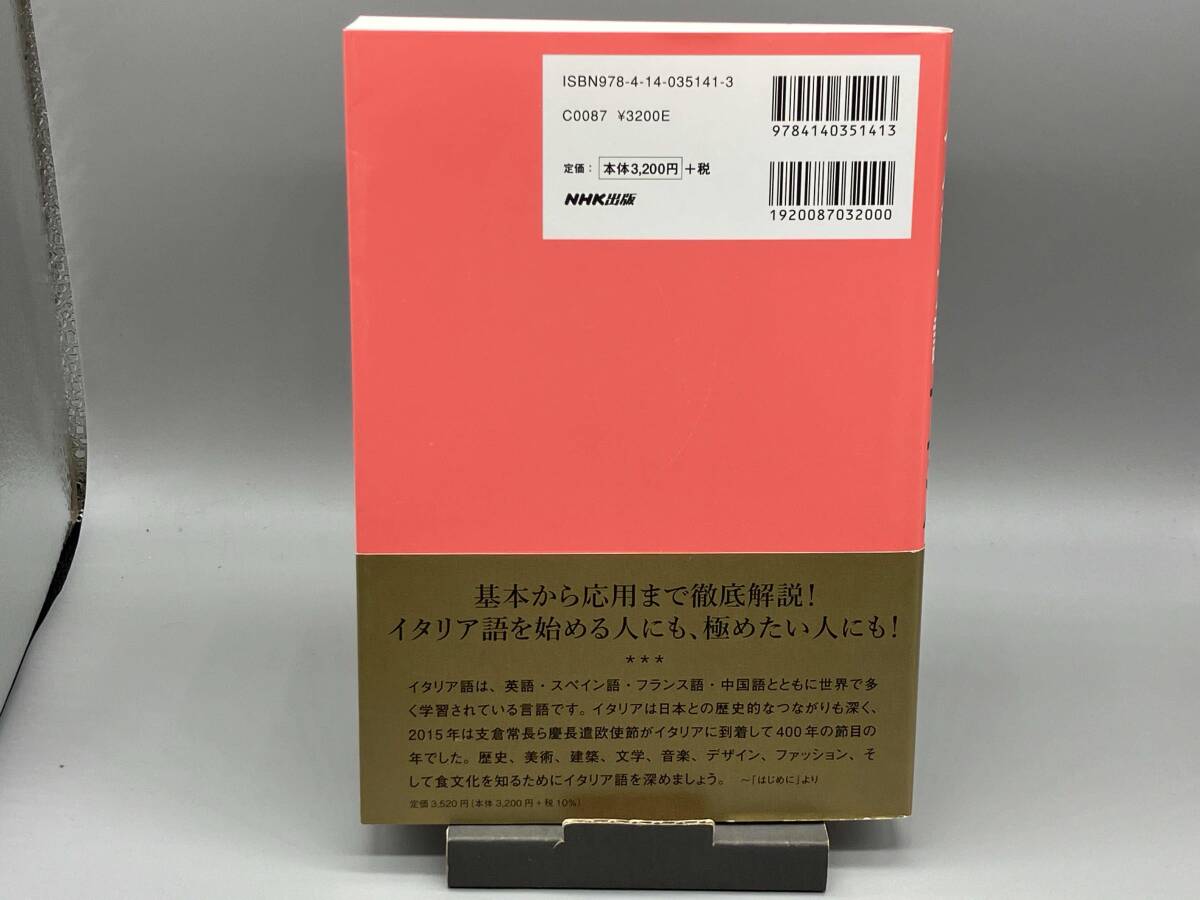 ISBN978-4-14-035141-3
C0087 ¥3200E
定価： 本体3,200円 +税
NHK出版
9784140351413
1920087032000
基本から応用まで徹底解説！
イタリア語を始める人にも、極めたい人にも！
***
イタリア語は、英語・スペイン語・フランス語・中国語とともに世界で多
く学習されている言語です。イタリアは日本との歴史的なつながりも深く、
2015年は支倉常長ら慶長遣欧使節がイタリアに到着して400年の節目の
年でした。歴史、美術、建築、文学、音楽、デザイン、ファッション、そ
して食文化を知るためにイタリア語を深めましょう。 ～「はじめに」より
定価3,520円（本体3,200円＋税10％）